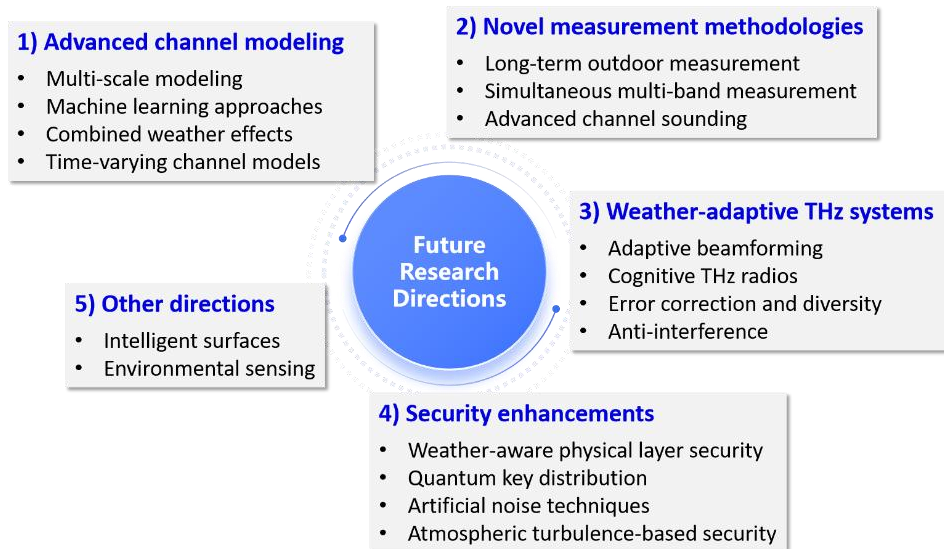 1) Advanced channel modeling
• Multi-scale modeling
• Machine learning approaches
• Combined weather effects
• Time-varying channel models
2) Novel measurement methodologies
• Long-term outdoor measurement
• Simultaneous multi-band measurement
• Advanced channel sounding
3) Weather-adaptive THz systems
• Adaptive beamforming
• Cognitive THz radios
• Error correction and diversity
• Anti-interference
Future
Research
Directions
5) Other directions
• Intelligent surfaces
• Environmental sensing
4) Security enhancements
• Weather-aware physical layer security
• Quantum key distribution
• Artificial noise techniques
• Atmospheric turbulence-based security